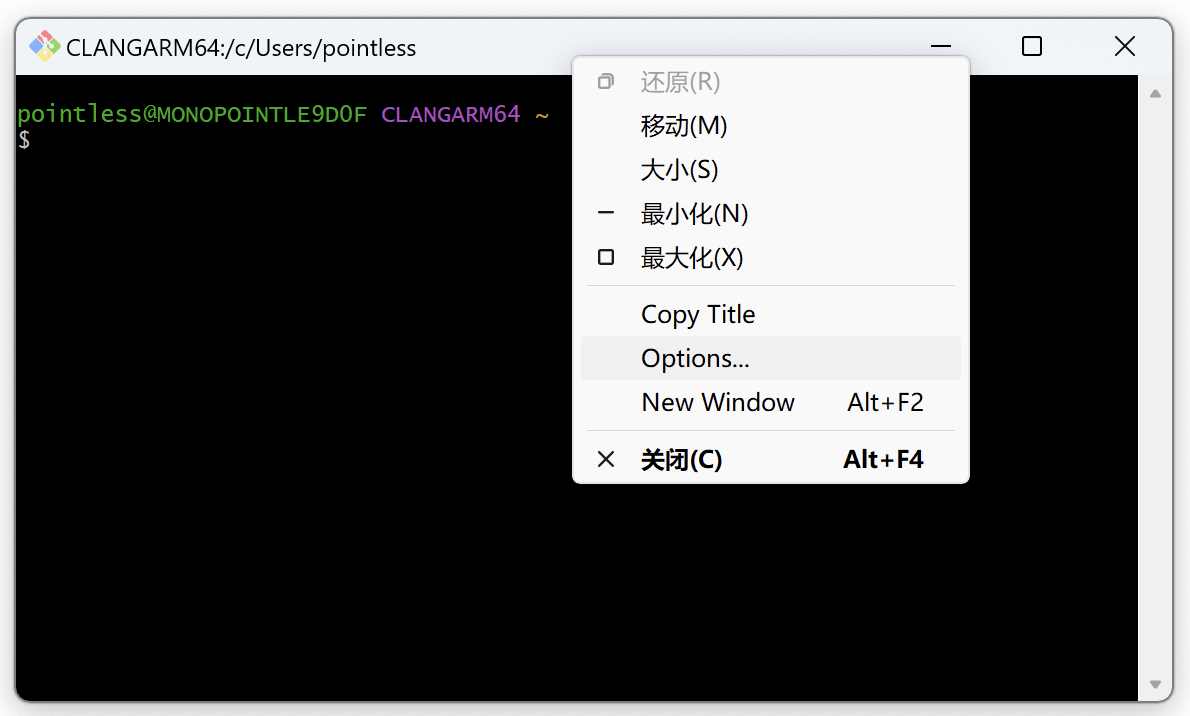 CLANGARM64:/c/Users/pointless
pointless@MONOPOINTLE9D0F CLANGARM64 ~
$
还原(R)
移动(M)
大小(S)
最小化(N)
最大化(X)
Copy Title
Options...
New Window Alt+F2
关闭(C) Alt+F4